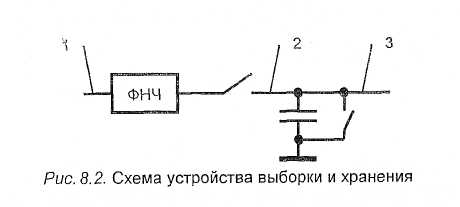 1 2 3
ФНЧ
Рис. 8.2. Схема устройства выборки и хранения